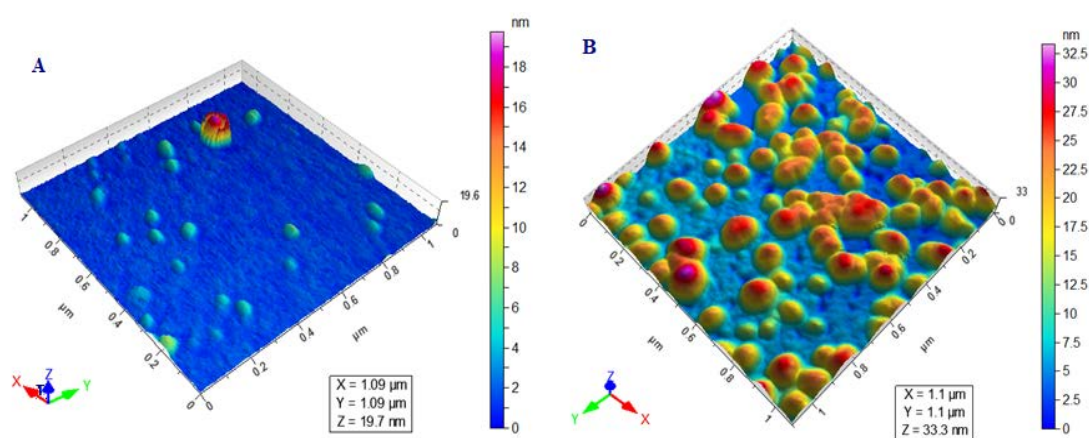 A
nm
18
16
14
12
10
8
6
4
2
0
19.6
0
1
0.8
0.6
0.4
0.2
0
µm
0
0.2
0.4
0.6
0.8
1
µm
X
Z
Y
X = 1.09 µm
Y = 1.09 µm
Z = 19.7 nm
B
nm
32.5
30
27.5
25
22.5
20
17.5
15
12.5
10
7.5
5
2.5
0
33
0
0
0.2
0.4
0.6
0.8
1
µm
0
0.2
0.4
0.6
0.8
1
µm
Z
Y
X
X = 1.1 µm
Y = 1.1 µm
Z = 33.3 nm